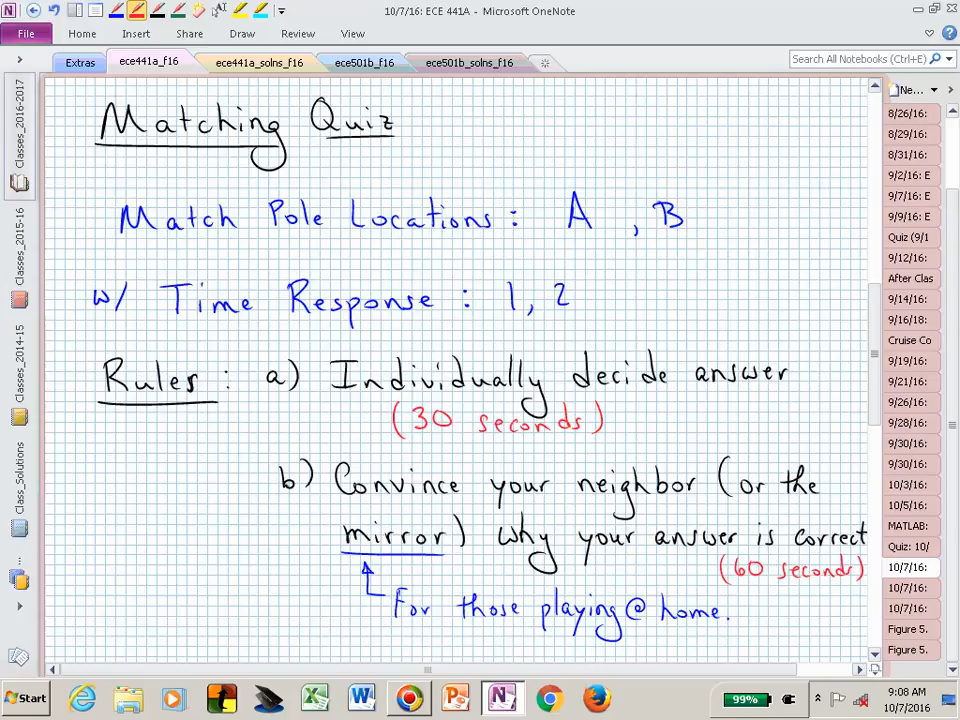 10/7/16: ECE 441A - Microsoft OneNote
File Home Insert Share Draw Review View
Extras ece441a_f16 ece441a_solns_f16 ece501b_f16 ece501b_solns_f16
Search All Notebooks (Ctrl+E)
Ne...
Classes_2016-2017
Classes_2015-16
Classes_2014-15
Class_Solutions
Matching Quiz
Match Pole Locations : A , B
w/ Time Response : 1, 2
Rules : a) Individually decide answer
(30 seconds)
b) Convince your neighbor (or the
mirror) why your answer is correct
(60 seconds)
For those playing@ home.
8/26/16:
8/29/16:
8/31/16:
9/2/16: E
9/7/16: E
9/9/16: E
Quiz (9/1
9/12/16:
After Clas
9/14/16:
9/16/18:
Cruise Co
9/19/16:
9/21/16:
9/26/16:
9/28/16:
9/30/16:
9/30/16:
10/3/16:
10/5/16:
MATLAB:
Quiz: 10/
10/7/16:
10/7/16:
10/7/16:
Figure 5.
Figure 5.
Start
99%
9:08 AM
10/7/2016